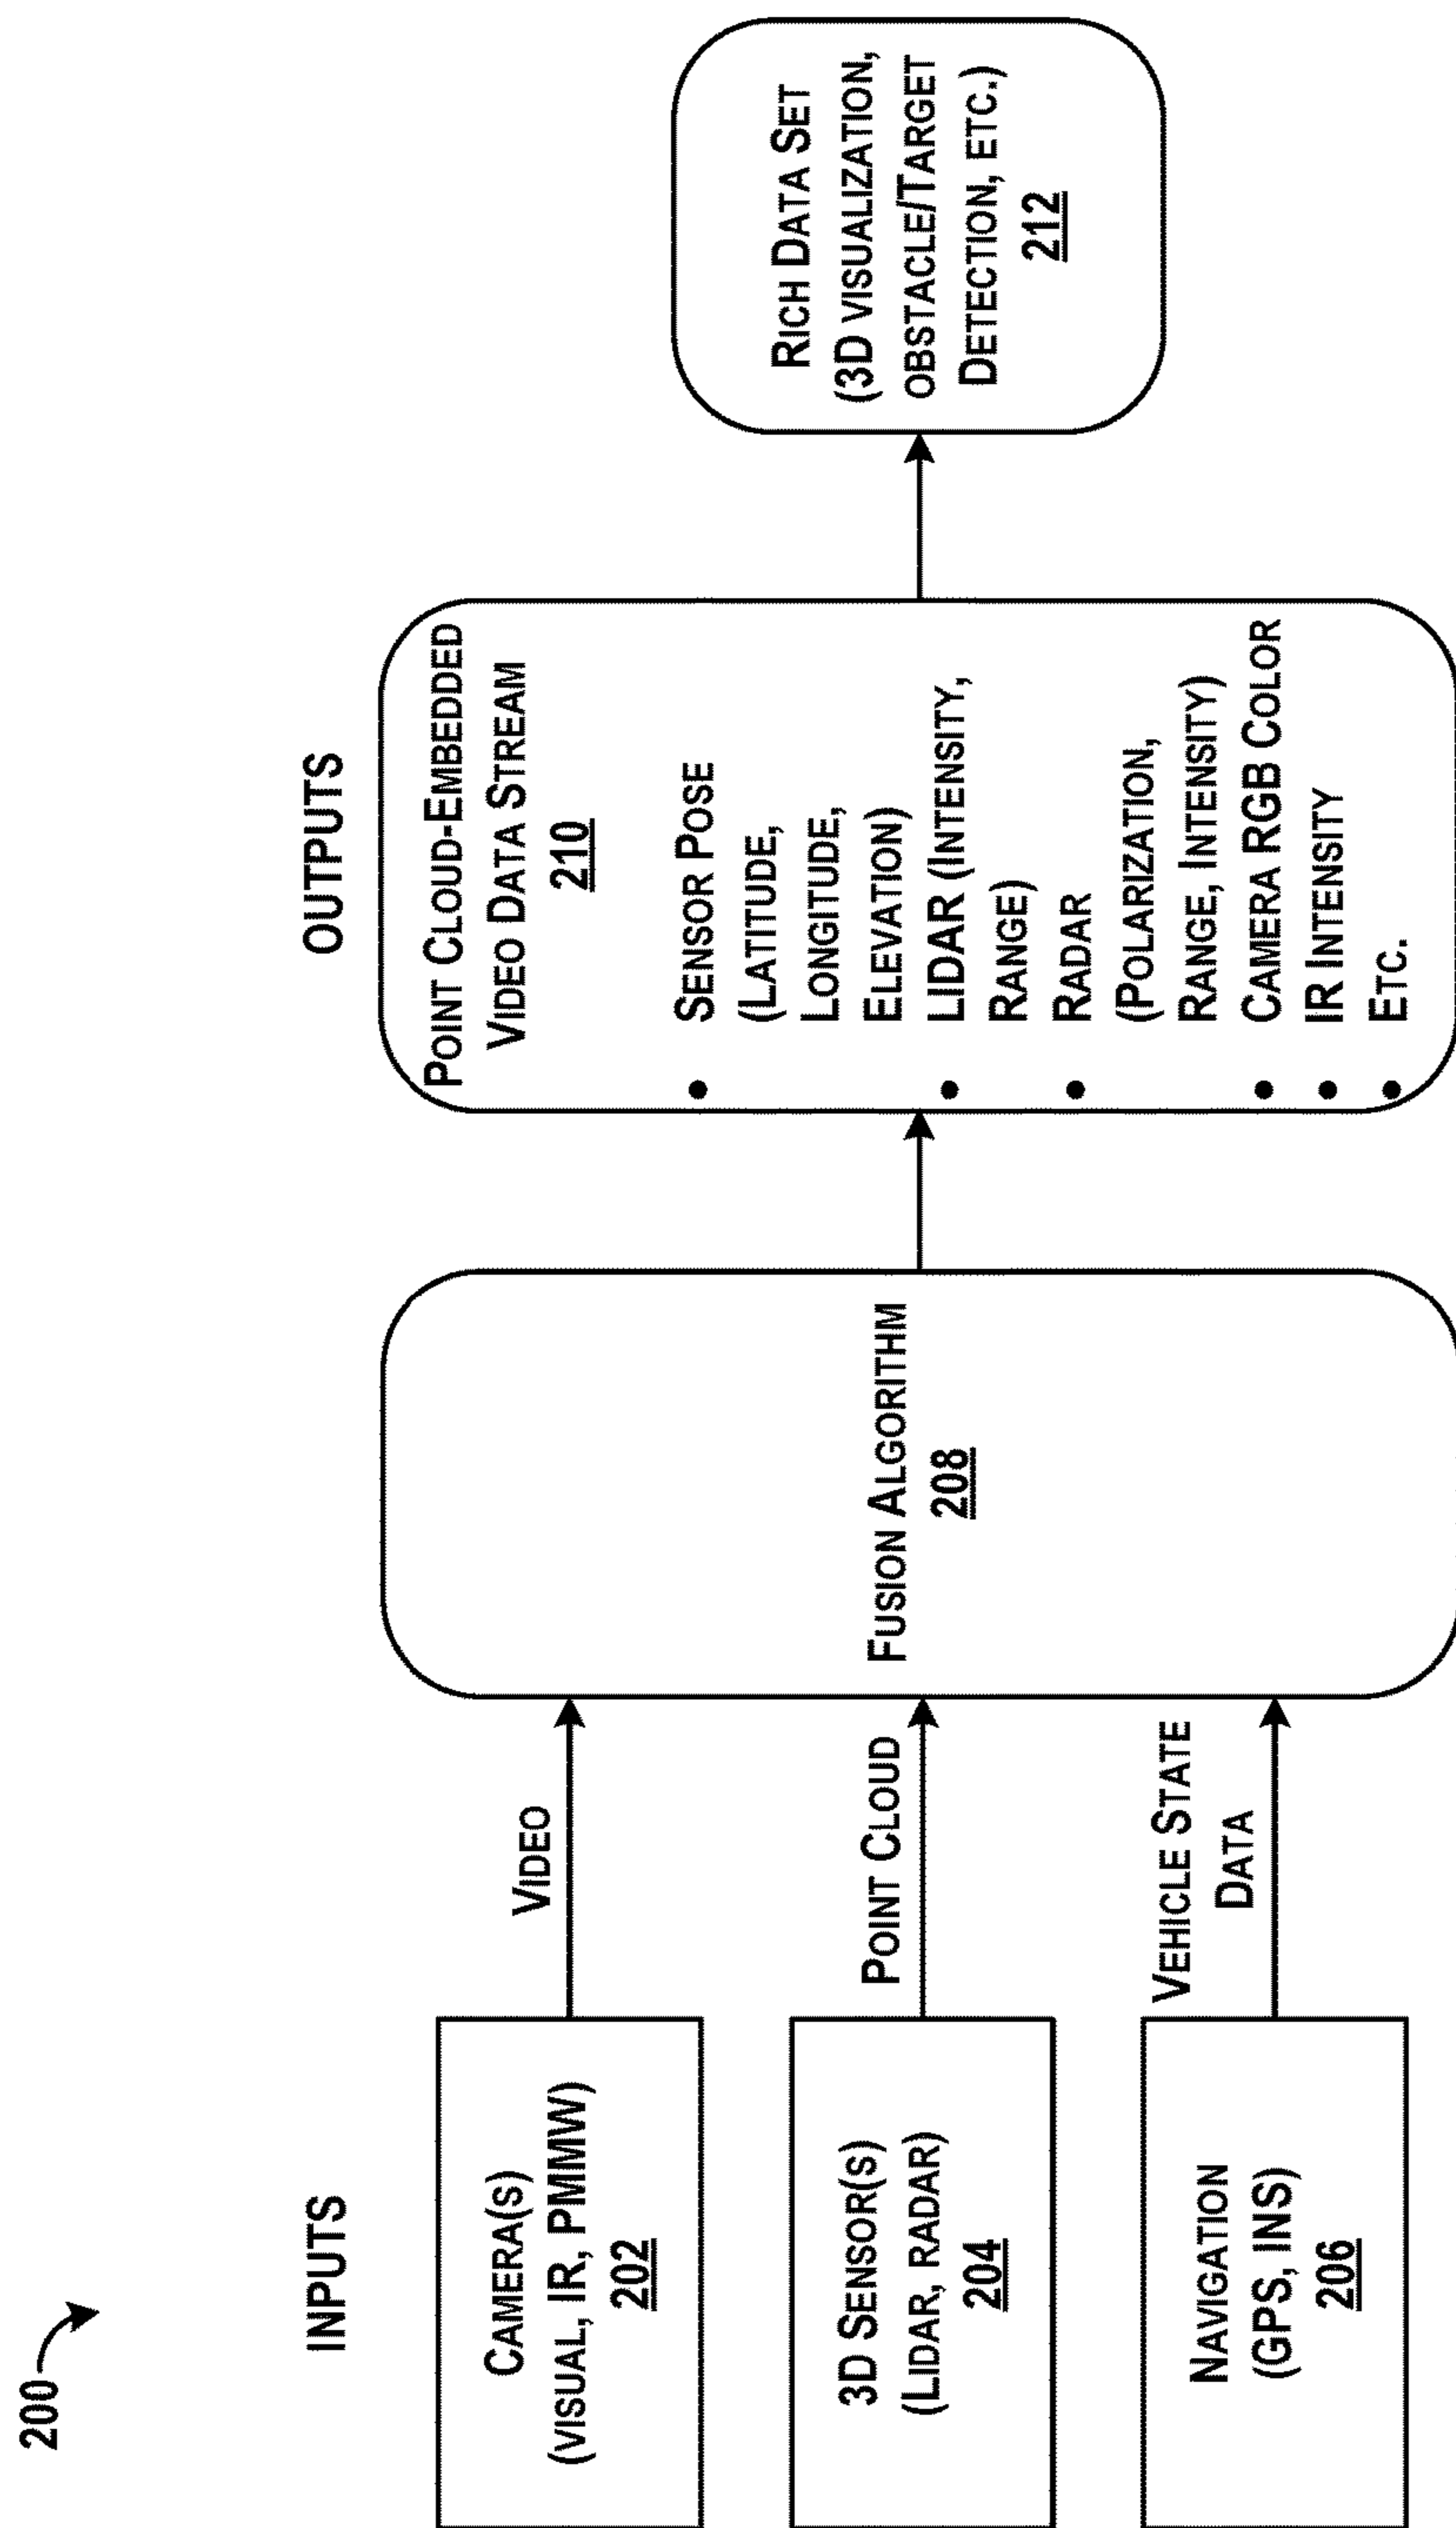 200
INPUTS
CAMERA(S)
(VISUAL, IR, PMMW)
202
3D SENSOR(S)
(LIDAR, RADAR)
204
NAVIGATION
(GPS, INS)
206
VIDEO
POINT CLOUD
VEHICLE STATE
DATA
FUSION ALGORITHM
208
OUTPUTS
POINT CLOUD-EMBEDDED
VIDEO DATA STREAM
210
• SENSOR POSE
(LATITUDE,
LONGITUDE,
ELEVATION)
• LIDAR (INTENSITY,
RANGE)
• RADAR
(POLARIZATION,
RANGE, INTENSITY)
• CAMERA RGB COLOR
• IR INTENSITY
• ETC.
RICH DATA SET
(3D VISUALIZATION,
OBSTACLE/TARGET
DETECTION, ETC.)
212